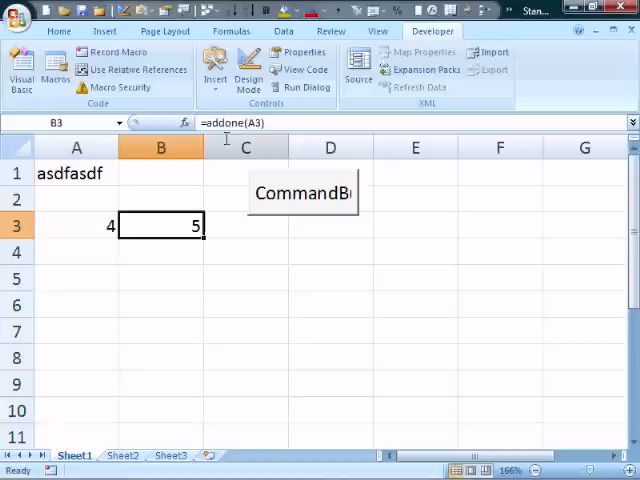 Stan...
Home Insert Page Layout Formulas Data Review View Developer
Visual Basic Record Macro Use Relative References Macro Security Insert Design Mode Properties View Code Run Dialog Source Map Properties Expansion Packs Refresh Data Import Export
Code Controls XML
B3 fx =addone(A3)
A B C D E F G
1 asdfasdf
CommandB
2
3 4 5
4
5
6
7
8
9
10
11
Sheet1 Sheet2 Sheet3
Ready 166%